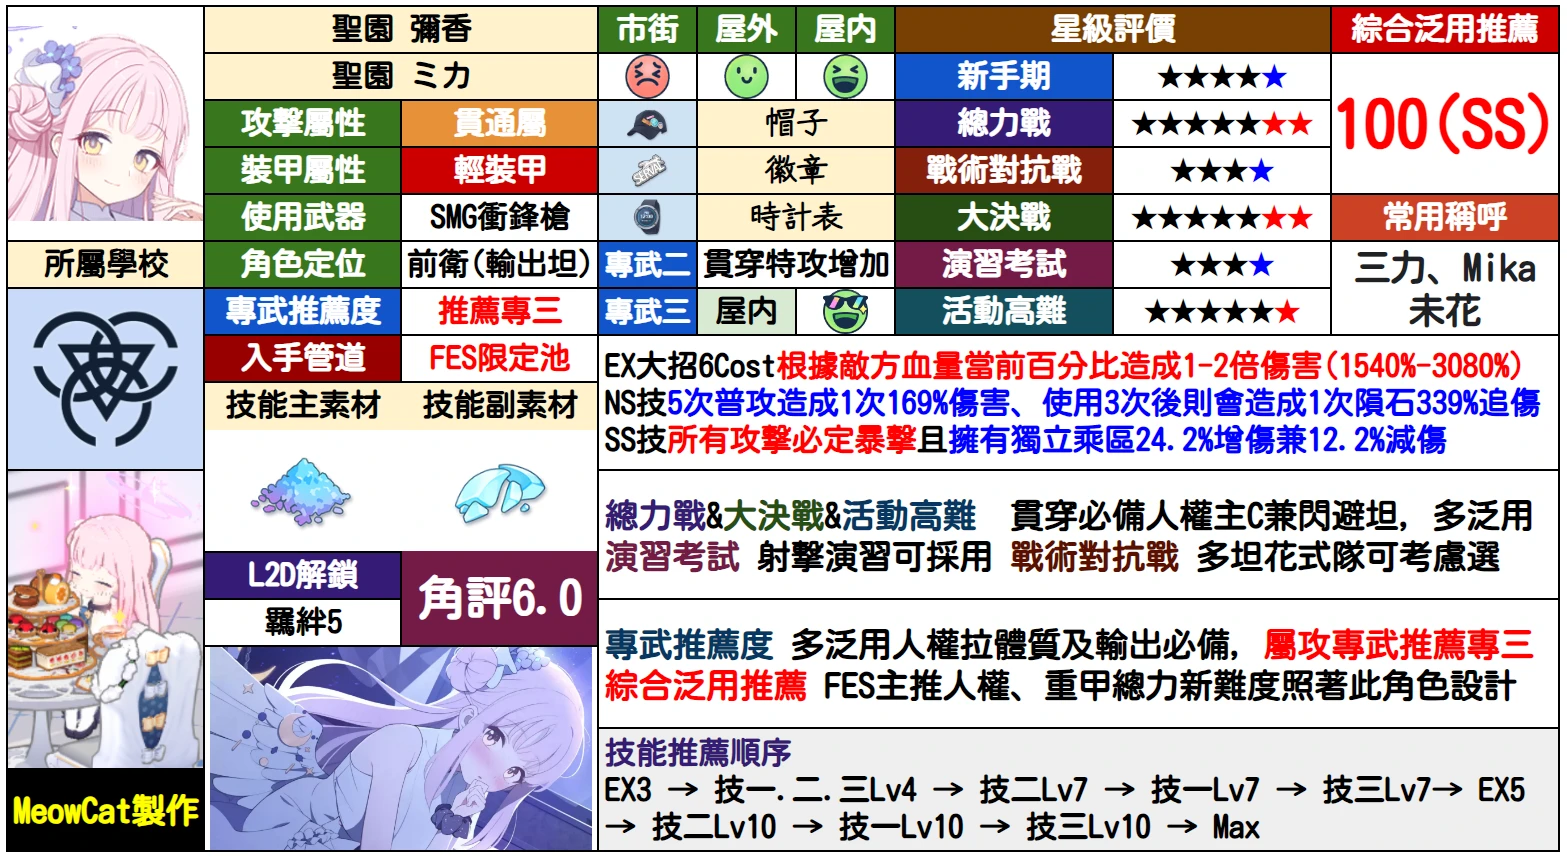 聖園 彌香
聖園 ミカ
攻擊屬性 貫通屬
裝甲屬性 輕裝甲
使用武器 SMG衝鋒槍
所屬學校
角色定位 前衛(輸出坦)
專武推薦度 推薦專三
入手管道 FES限定池
技能主素材 技能副素材
L2D解鎖
羈絆5
角評6.0
MeowCat製作
市街 屋外 屋内
帽子
SERVAL
徽章
時計表
專武二 貫穿特攻增加
專武三 屋内
星級評價
新手期 ★★★★★
總力戰 ★★★★★★★
戰術對抗戰 ★★★★
大決戰 ★★★★★★★
演習考試 ★★★★
活動高難 ★★★★★★
綜合泛用推薦
100(SS)
常用稱呼
三力、Mika
未花
EX大招6Cost根據敵方血量當前百分比造成1-2倍傷害(1540%-3080%)
NS技5次普攻造成1次169%傷害、使用3次後則會造成1次隕石339%追傷
SS技所有攻擊必定暴擊且擁有獨立乘區24.2%增傷兼12.2%減傷
總力戰&大決戰&活動高難 貫穿必備人權主C兼閃避坦, 多泛用
演習考試 射擊演習可採用 戰術對抗戰 多坦花式隊可考慮選
專武推薦度 多泛用人權拉體質及輸出必備, 屬攻專武推薦專三
綜合泛用推薦 FES主推人權、重甲總力新難度照著此角色設計
技能推薦順序
EX3 → 技一.二.三Lv4 → 技二Lv7 → 技一Lv7 → 技三Lv7→ EX5
→ 技二Lv10 → 技一Lv10 → 技三Lv10 → Max